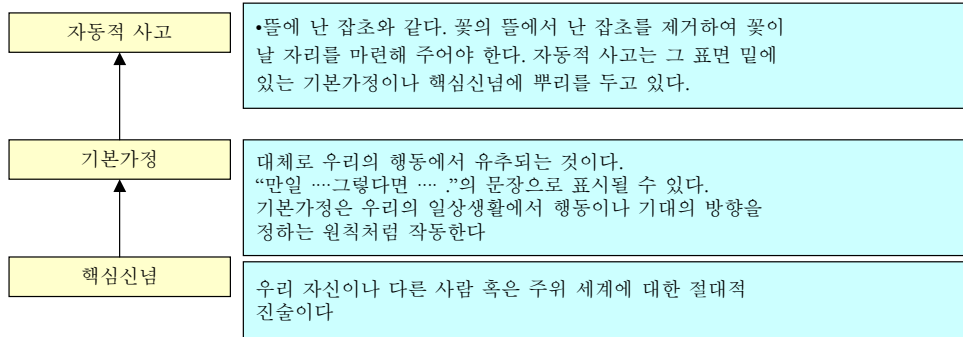 자동적 사고
•뜰에 난 잡초와 같다. 꽃의 뜰에서 난 잡초를 제거하여 꽃이
날 자리를 마련해 주어야 한다. 자동적 사고는 그 표면 밑에
있는 기본가정이나 핵심신념에 뿌리를 두고 있다.
기본가정
대체로 우리의 행동에서 유추되는 것이다.
“만일 ····그렇다면 ···· .”의 문장으로 표시될 수 있다.
기본가정은 우리의 일상생활에서 행동이나 기대의 방향을
정하는 원칙처럼 작동한다
핵심신념
우리 자신이나 다른 사람 혹은 주위 세계에 대한 절대적
진술이다